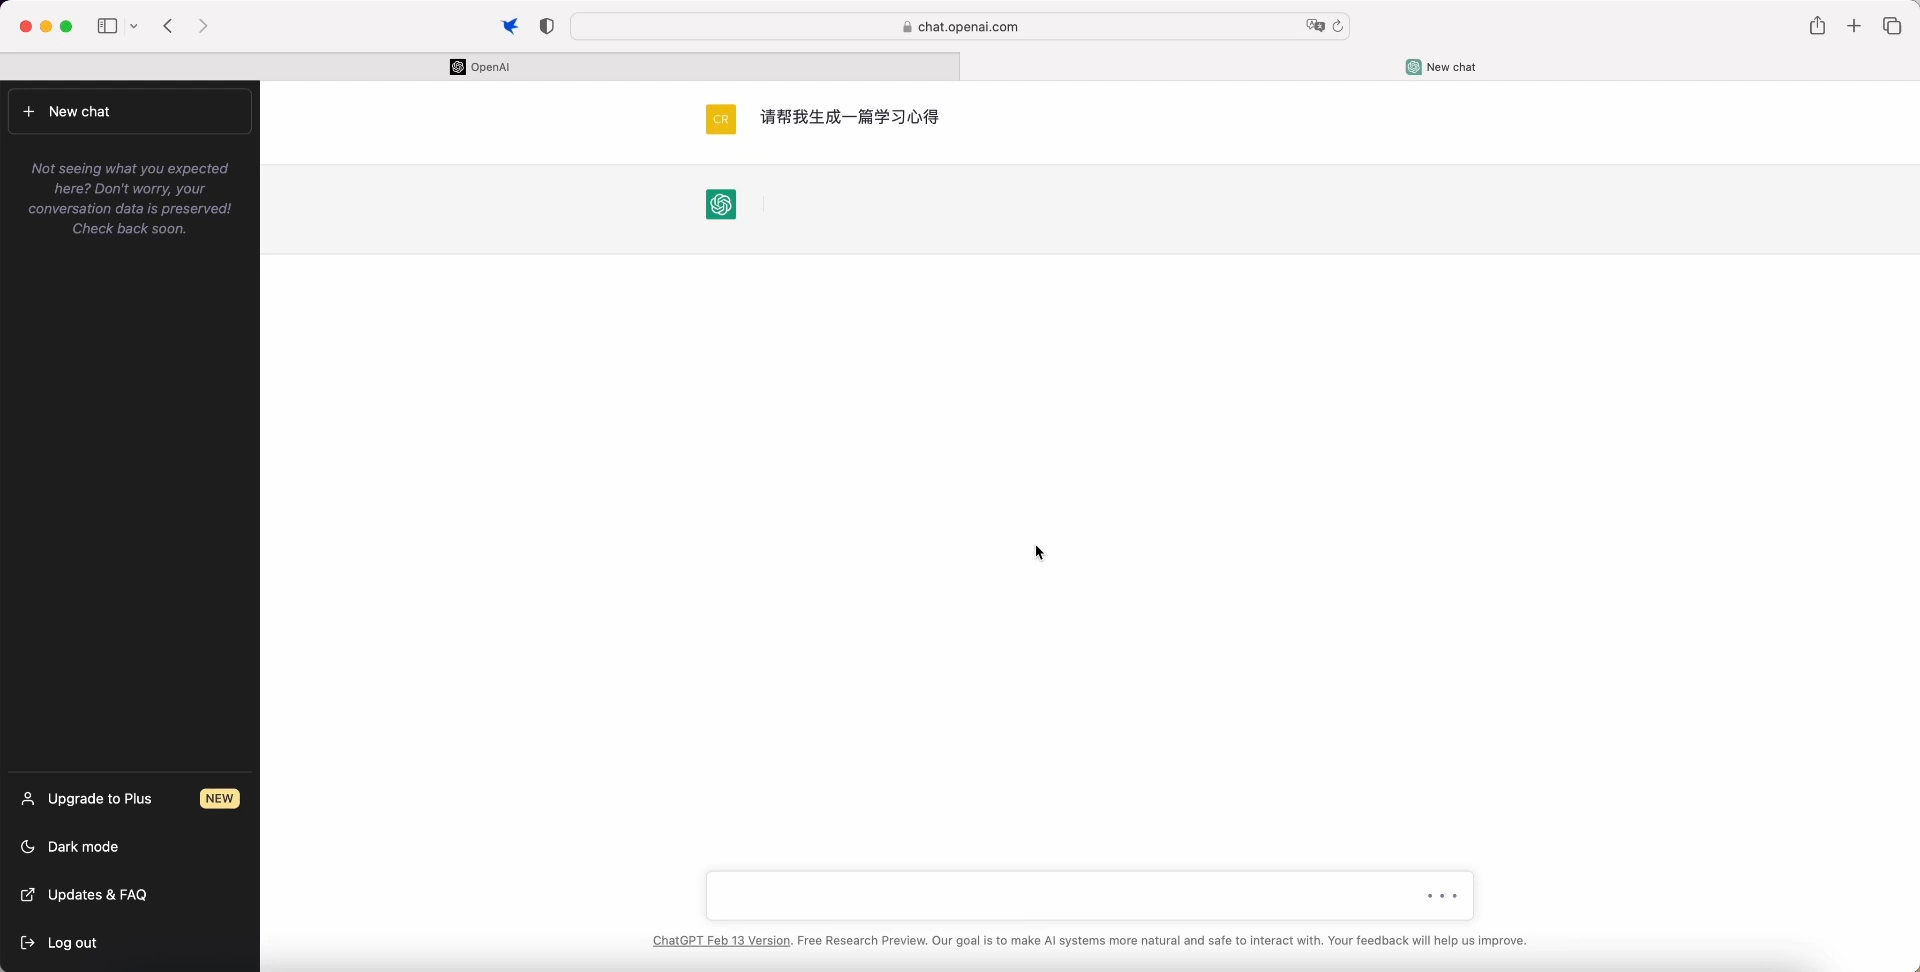 chat.openai.com
OpenAI
New chat
New chat
Not seeing what you expected
here? Don't worry, your
conversation data is preserved!
Check back soon.
Upgrade to Plus NEW
Dark mode
Updates & FAQ
Log out
CR 请帮我生成一篇学习心得
ChatGPT Feb 13 Version. Free Research Preview. Our goal is to make AI systems more natural and safe to interact with. Your feedback will help us improve.